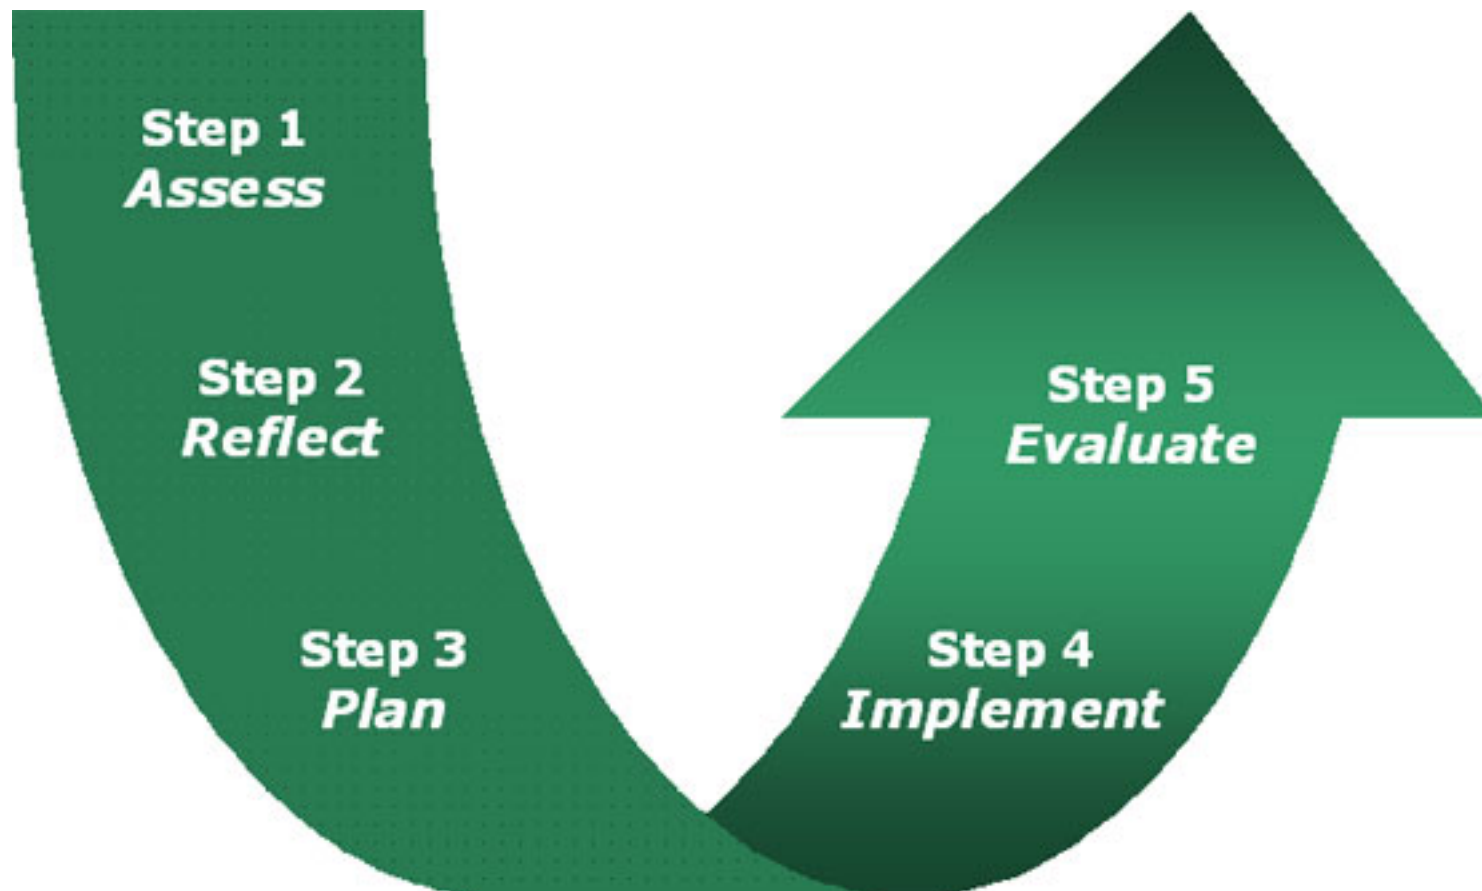 Step 1
Assess
Step 2
Reflect
Step 3
Plan
Step 4
Implement
Step 5
Evaluate